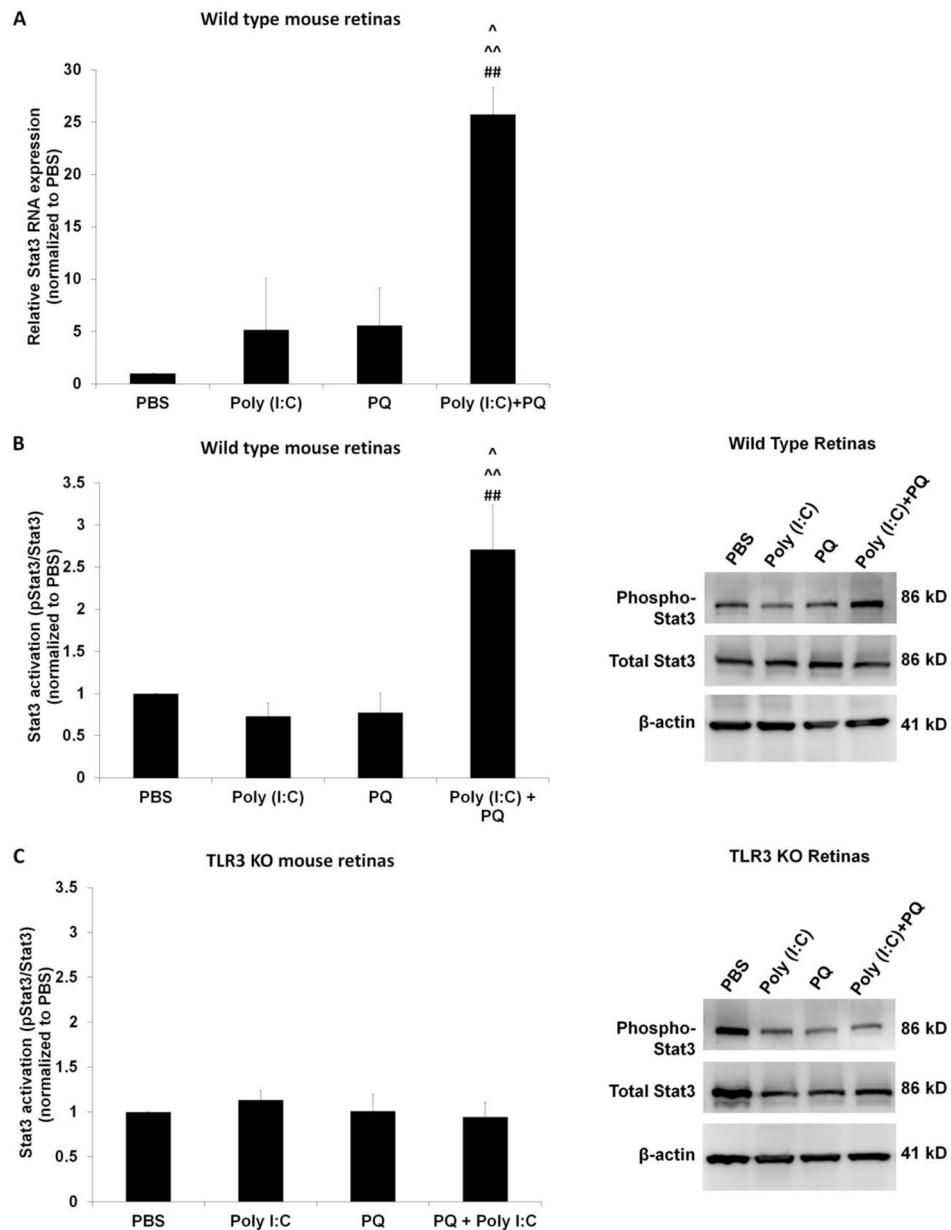 A
Wild type mouse retinas
^
^^
##
Relative Stat3 RNA expression
(normalized to PBS)
30
25
20
15
10
5
0
PBS Poly (I:C) PQ Poly (I:C)+PQ
B
Wild type mouse retinas
^
^^
##
Stat3 activation (pStat3/Stat3)
(normalized to PBS)
3.5
3
2.5
2
1.5
1
0.5
0
PBS Poly (I:C) PQ Poly (I:C) +
PQ
Wild Type Retinas
PBS Poly (I:C) PQ Poly (I:C)+PQ
Phospho- 86 kD
Stat3
Total Stat3 86 kD
β-actin 41 kD
C
TLR3 KO mouse retinas
Stat3 activation (pStat3/Stat3)
(normalized to PBS)
3.5
3
2.5
2
1.5
1
0.5
0
PBS Poly I:C PQ PQ + Poly I:C
TLR3 KO Retinas
PBS Poly (I:C) PQ Poly (I:C)+PQ
Phospho- 86 kD
Stat3
Total Stat3 86 kD
β-actin 41 kD